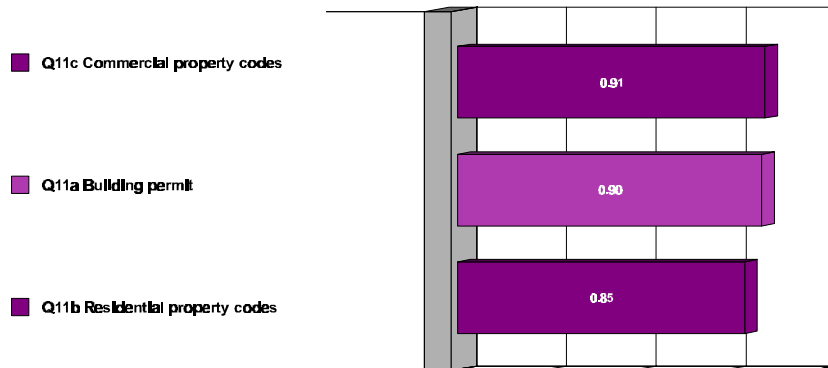 Q11c Commercial property codes
0.91
Q11a Building permit
0.90
Q11b Residential property codes
0.85